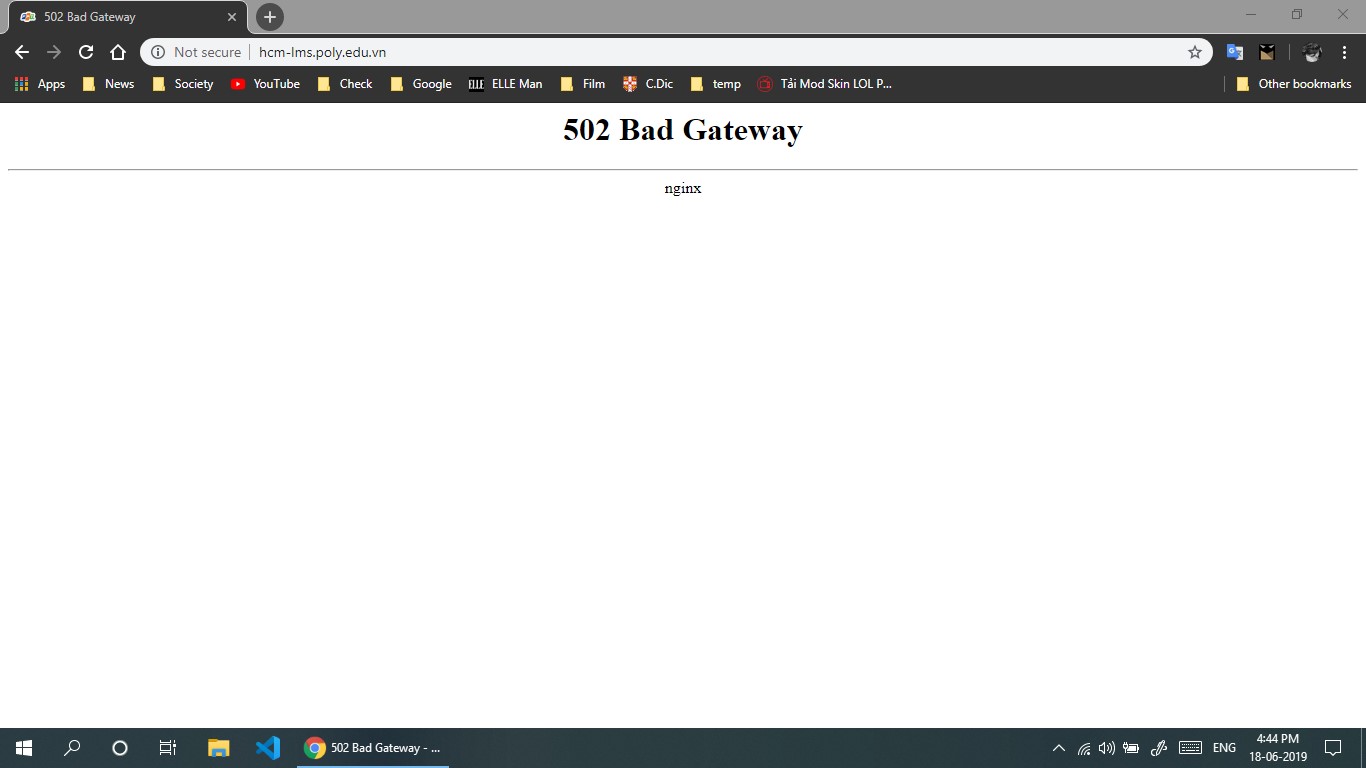 502 Bad Gateway
Not secure hcm-lms.poly.edu.vn
Apps News Society YouTube Check Google ELLE ELLE Man Film C.Dic temp Tải Mod Skin LOL P... Other bookmarks
502 Bad Gateway
nginx
502 Bad Gateway - ...
ENG
4:44 PM
18-06-2019